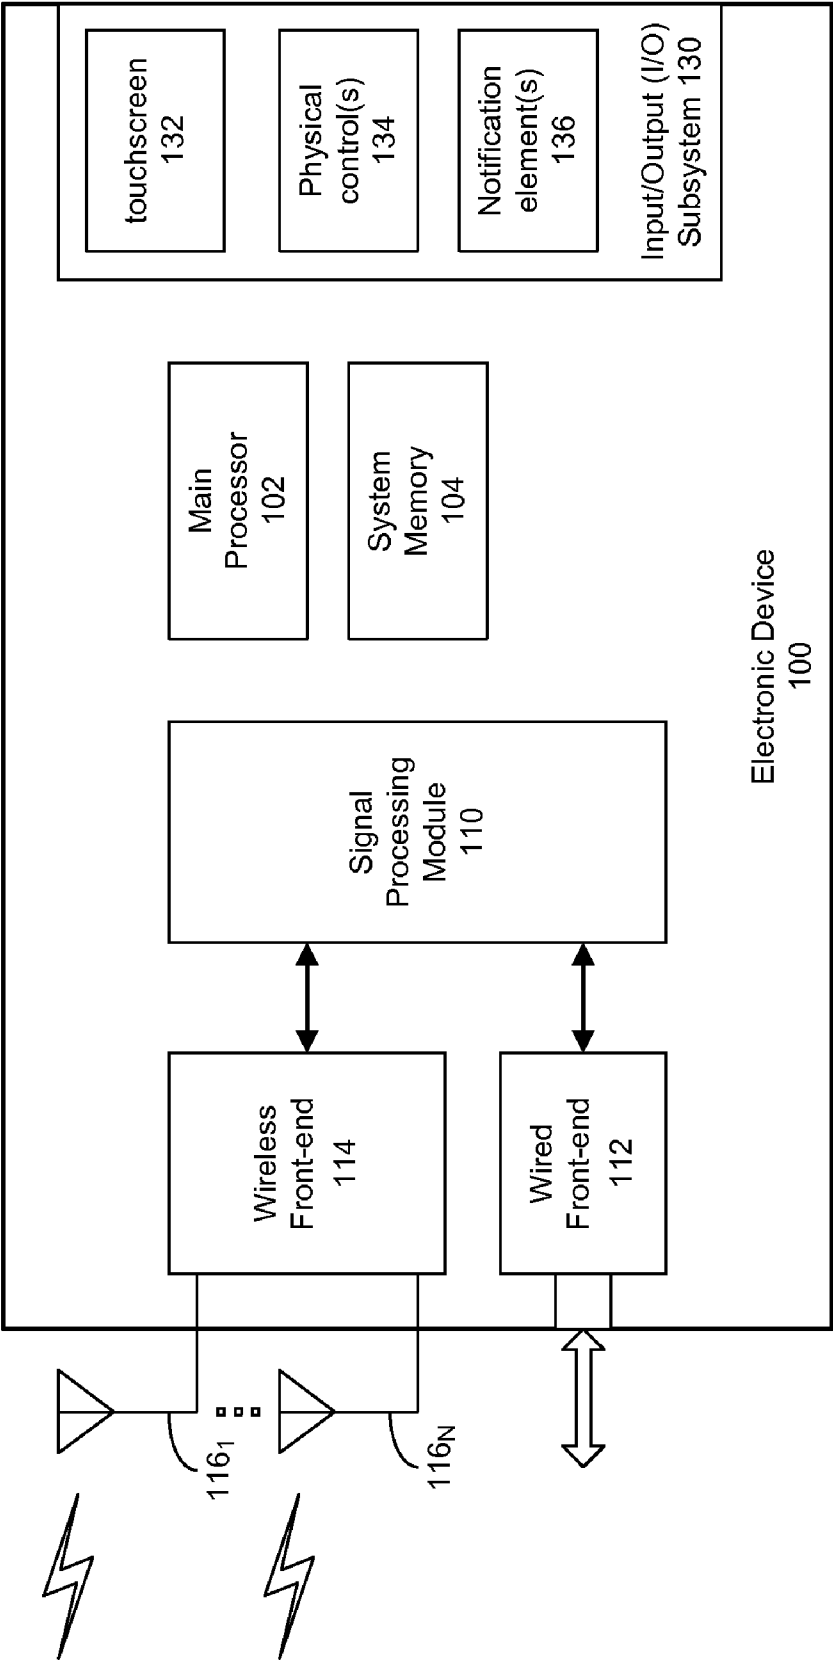 Wireless
Front-end
114
Wired
Front-end
112
116₁
116N
Signal
Processing
Module
110
Main
Processor
102
System
Memory
104
touchscreen
132
Physical
control(s)
134
Notification
element(s)
136
Input/Output (I/O)
Subsystem 130
Electronic Device
100